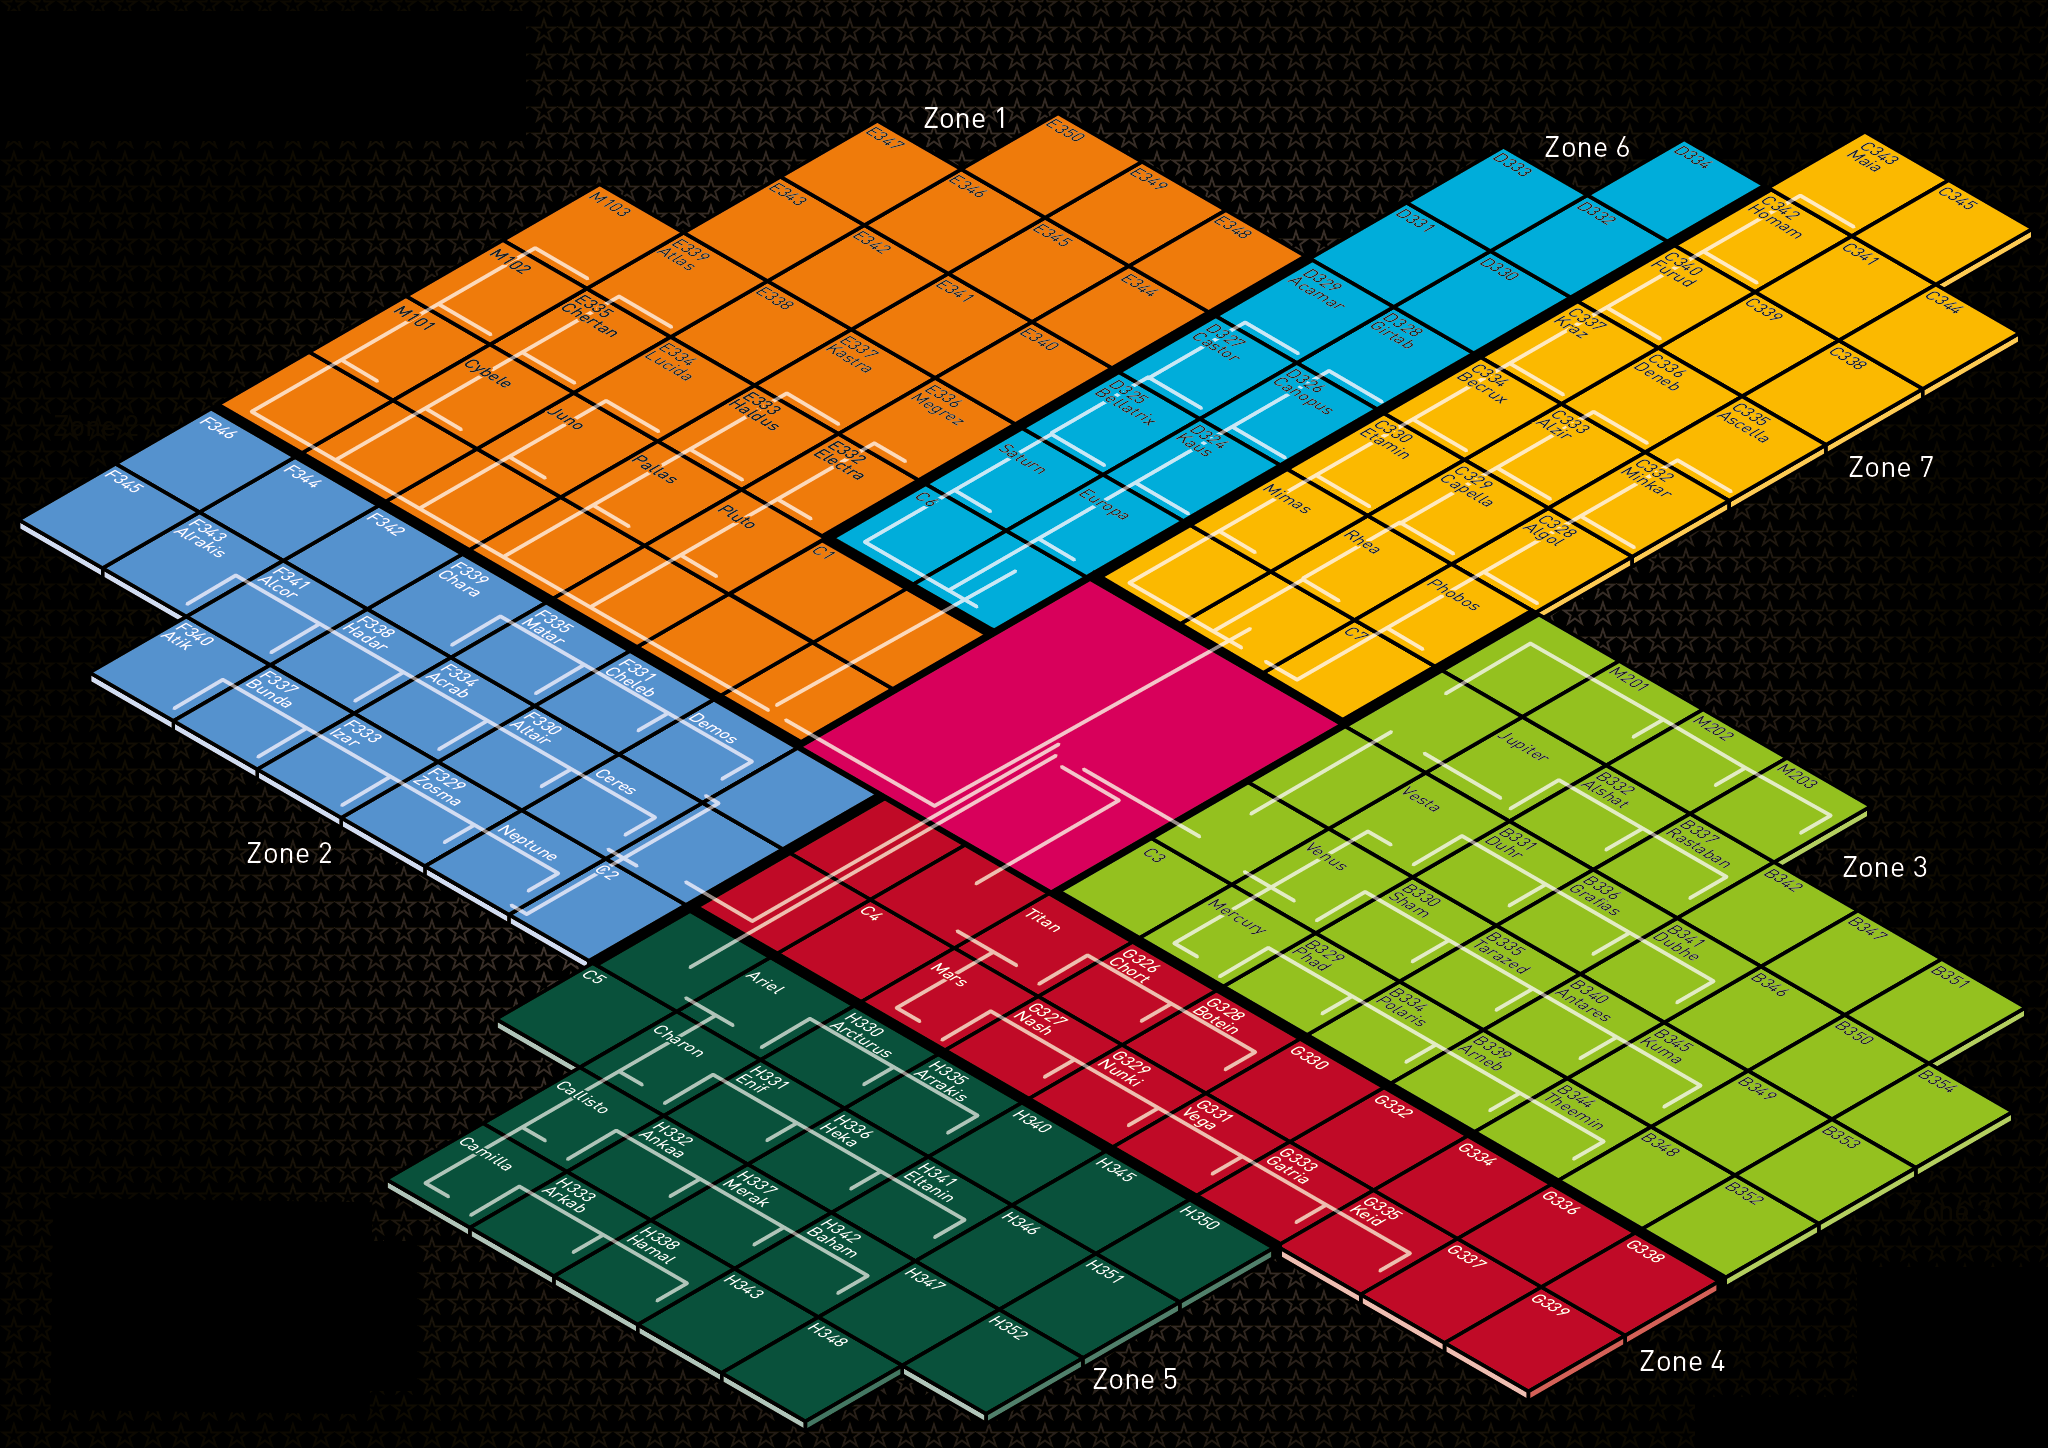 Zone 1
E347
E350
M103
E343
E346
E349
M102
E339
Atlas
E342
E345
E348
M101
E335
Chertan
E338
E341
E344
Cybele
E334
Lucida
E337
Kastra
E340
Juno
E333
Haldus
E336
Megrez
Pallas
E332
Electra
Pluto
C1
Zone 6
D333
D334
D331
D332
D329
Acamar
D330
D327
Castor
D328
Girtab
D325
Bellatrix
D326
Canopus
Saturn
D324
Kaus
C6
Europa
C343
Maia
C345
C342
Homam
C341
C344
C340
Furud
C339
C338
C337
Kraz
C336
Deneb
C335
Ascella
C334
Becrux
C333
Alzir
C332
Minkar
C330
Etamin
C329
Capella
C328
Algol
Mimas
Rhea
Phobos
C7
Zone 7
F346
F345
F344
F343
Alrakis
F342
F341
Alcor
F339
Chara
F340
Atik
F338
Hadar
F335
Matar
F337
Bunda
F334
Acrab
F331
Cheleb
F333
Izar
F330
Altair
Demos
F329
Zosma
Ceres
Neptune
C2
Zone 2
M201
M202
M203
Jupiter
B332
Alshat
B337
Rastaban
B342
B347
B351
Vesta
B331
Duhr
B336
Grafias
B341
Dubhe
B346
B350
B354
Venus
B330
Sham
B335
Tarazed
B340
Antares
B345
Kuma
B349
B353
C3
Mercury
B329
Phad
B334
Polaris
B339
Arneb
B344
Theemin
B348
B352
Zone 3
C4
Titan
G326
Chort
G328
Botein
G330
G332
G334
G336
G338
Mars
G327
Nash
G329
Nunki
G331
Vega
G333
Gatria
G335
Keid
G337
G339
Zone 4
C5
Ariel
H330
Arcturus
H335
Arrakis
H340
H345
H350
Charon
H331
Enif
H336
Heka
H341
Eltanin
H346
H351
Callisto
H332
Ankaa
H337
Merak
H342
Baham
H347
H352
Camilla
H333
Arkab
H338
Hamal
H343
H348
Zone 5